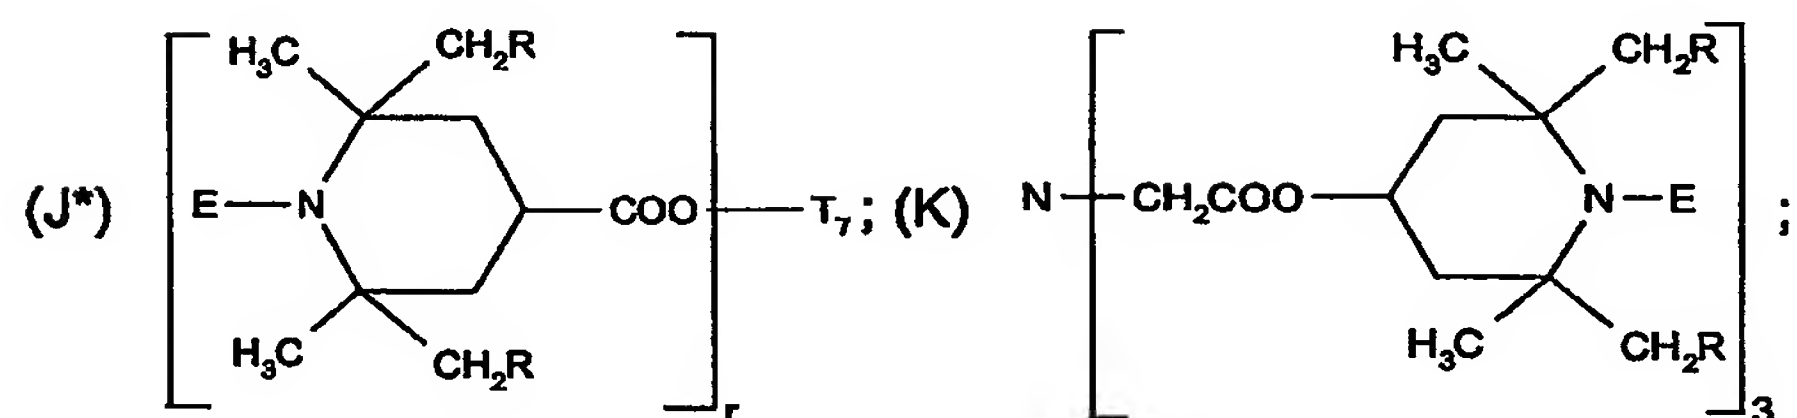 H₃C CH₂R H₃C CH₂R
(J*) E—N COO—T₇; (K) N—CH₂COO N—E ;
H₃C CH₂R r H₃C CH₂R 3